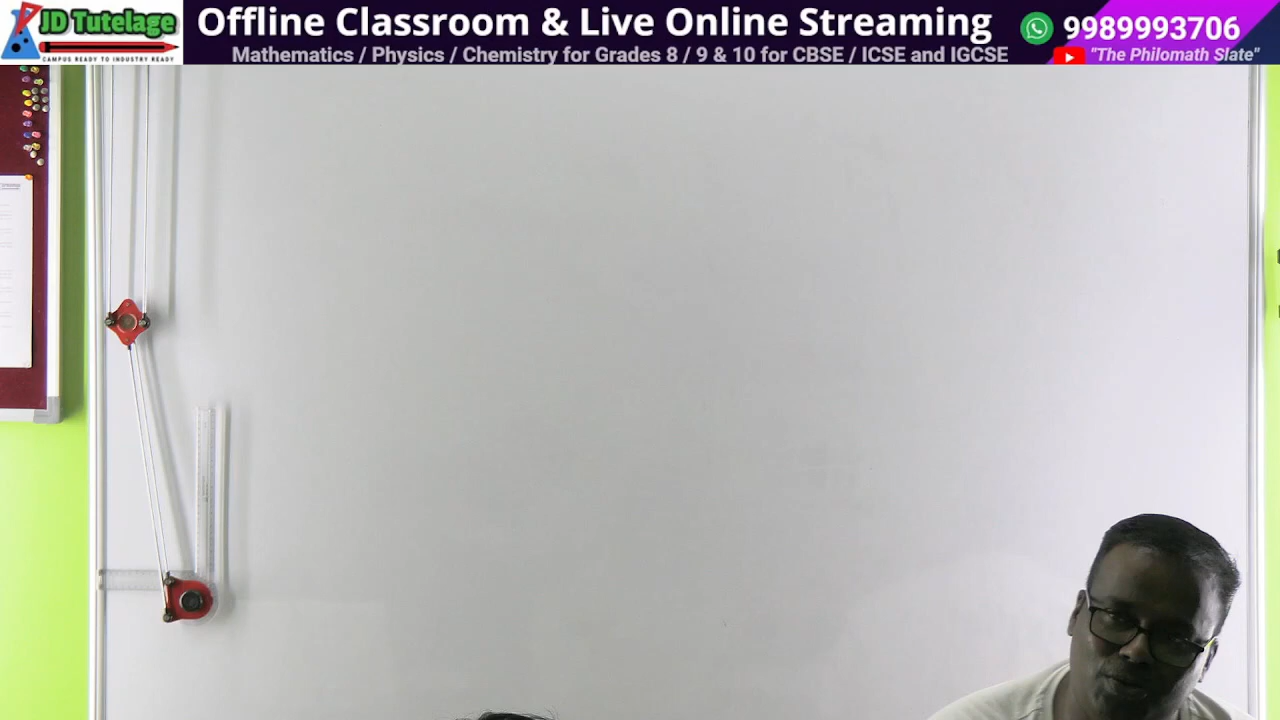 JD Tutelage
CAMPUS READY TO INDUSTRY READY
Offline Classroom & Live Online Streaming
Mathematics / Physics / Chemistry for Grades 8 / 9 & 10 for CBSE / ICSE and IGCSE
9989993706
"The Philomath Slate"